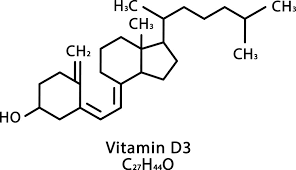 H₃C
CH₃
CH₃
CH₃
CH₂
HO
Vitamin D3
C₂₇H₄₄O